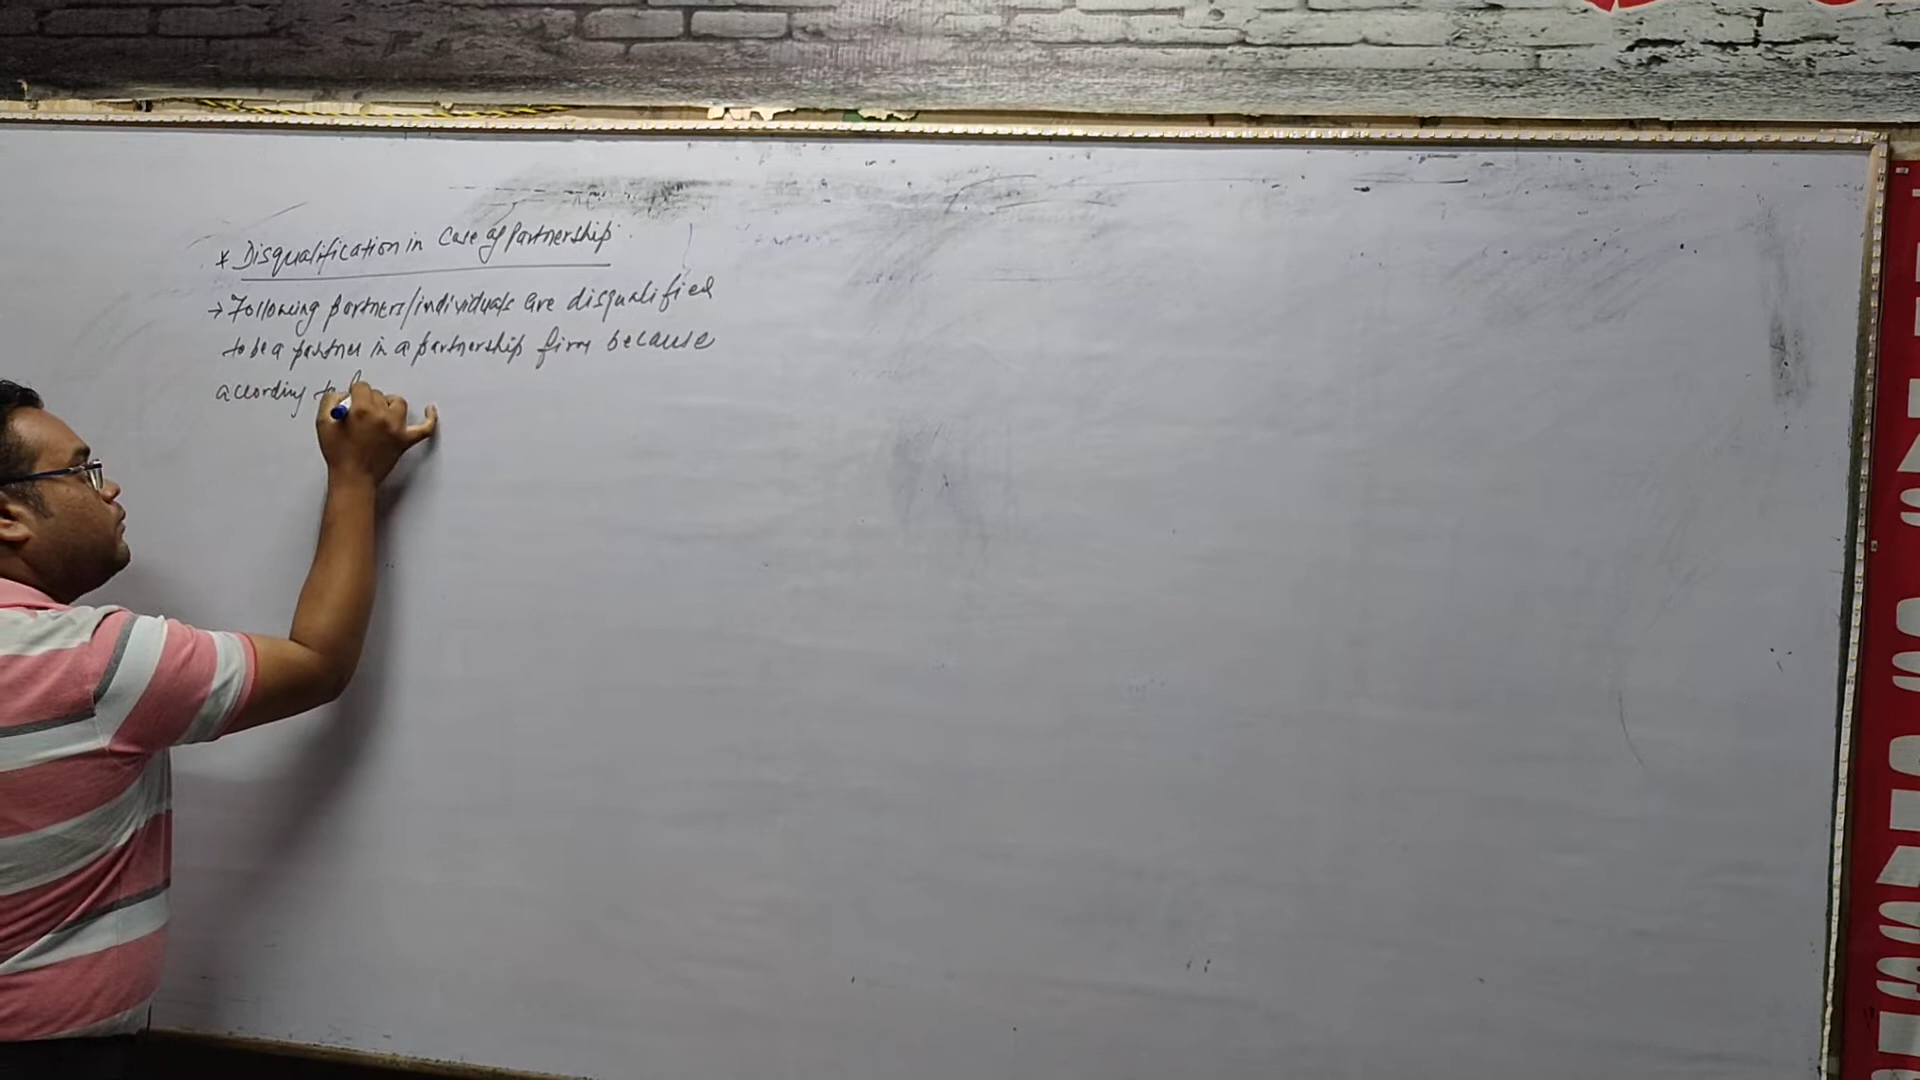 * Disqualification in Case of Partnership
→ Following partners/individuals are disqualified
to be a partner in a partnership firm because
according to